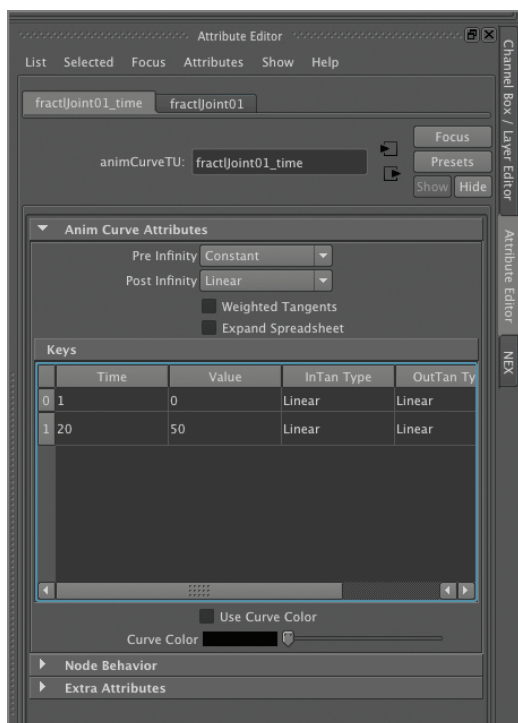 Attribute Editor
List Selected Focus Attributes Show Help
fractlJoint01_time fractlJoint01
Focus
animCurveTU: fractlJoint01_time
Presets
Show Hide
Anim Curve Attributes
Pre Infinity Constant
Post Infinity Linear
Weighted Tangents
Expand Spreadsheet
Keys
Time Value InTan Type OutTan Ty
0 1 0 Linear Linear
1 20 50 Linear Linear
Use Curve Color
Curve Color
Node Behavior
Extra Attributes
Channel Box / Layer Editor
Attribute Editor
NEX